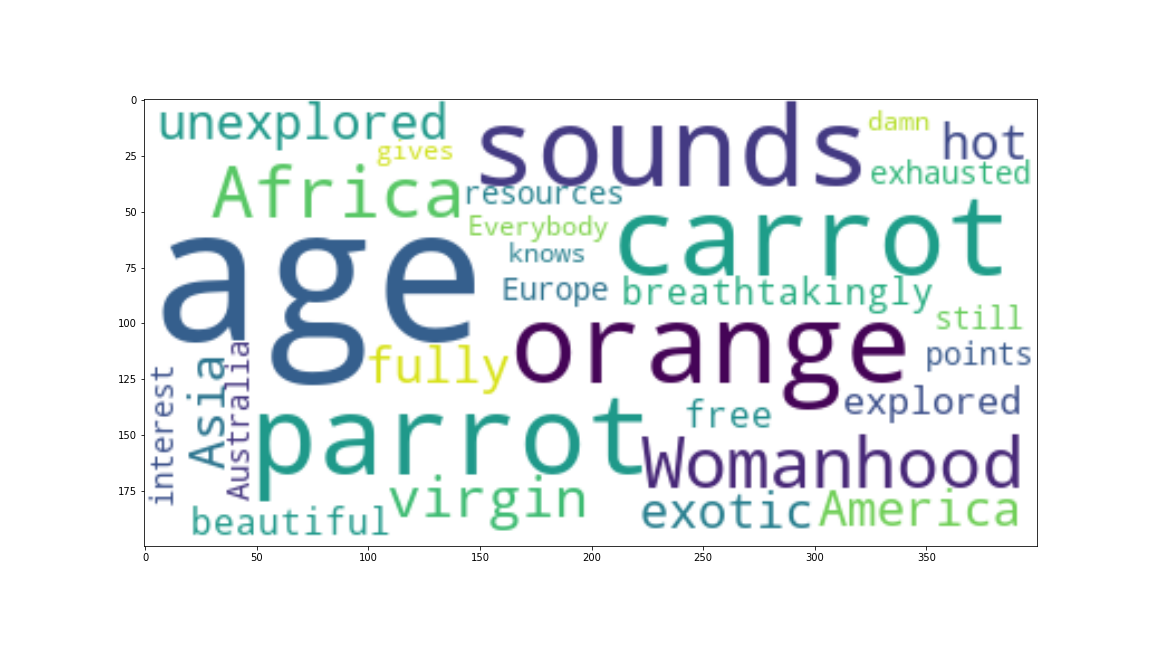 0
25
50
75
100
125
150
175
unexplored
sounds
damn
hot
gives
exhausted
Africa
resources
Everybody
carrot
knows
age
Europe
breathtakingly
still
orange
points
fully
interest
Asia
Australia
explored
parrot
free
Womanhood
virgin
exotic
America
beautiful
0
50
100
150
200
250
300
350